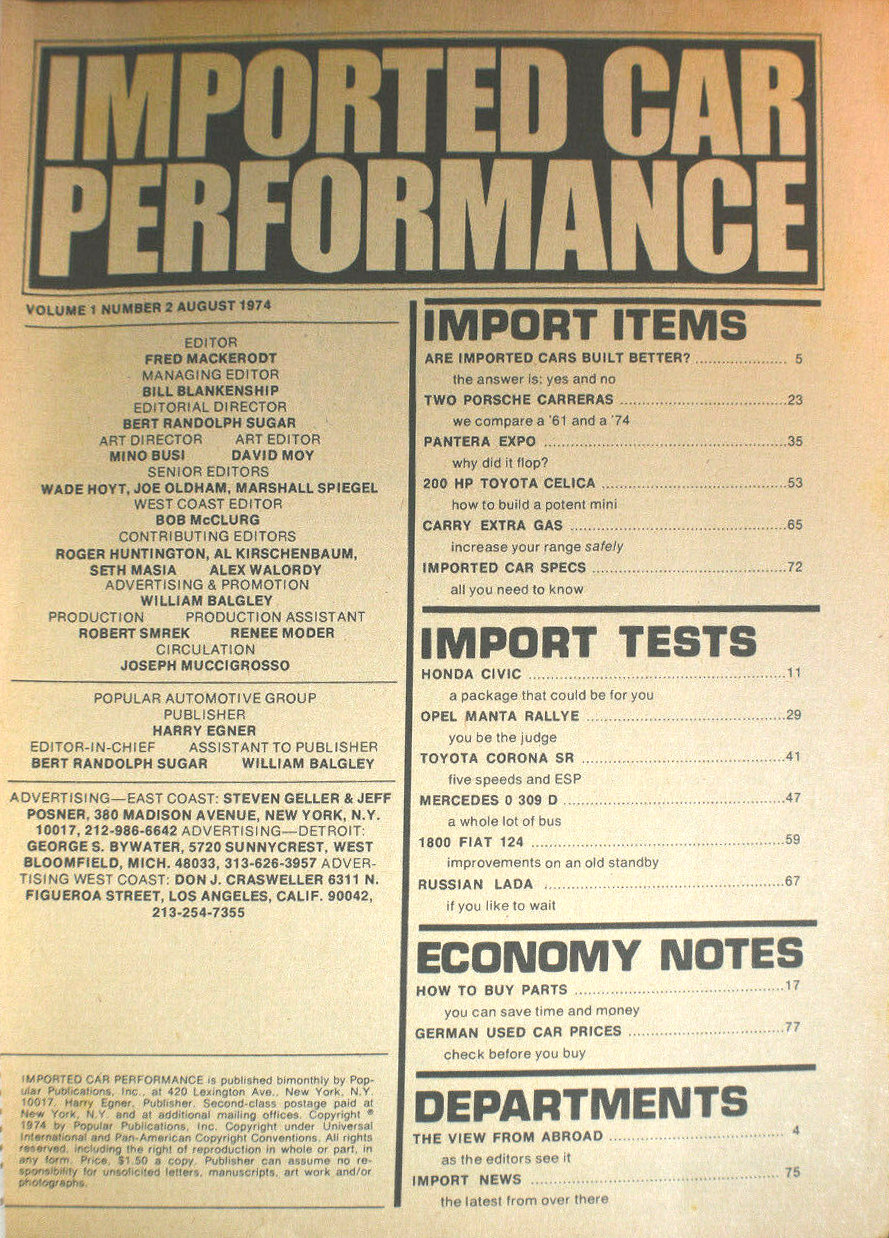 IMPORTED CAR
PERFORMANCE
VOLUME 1 NUMBER 2 AUGUST 1974
EDITOR
FRED MACKERODT
MANAGING EDITOR
BILL BLANKENSHIP
EDITORIAL DIRECTOR
BERT RANDOLPH SUGAR
ART DIRECTOR ART EDITOR
MINO BUSI DAVID MOY
SENIOR EDITORS
WADE HOYT, JOE OLDHAM, MARSHALL SPIEGEL
WEST COAST EDITOR
BOB McCLURG
CONTRIBUTING EDITORS
ROGER HUNTINGTON, AL KIRSCHENBAUM,
SETH MASIA ALEX WALORDY
ADVERTISING & PROMOTION
WILLIAM BALGLEY
PRODUCTION PRODUCTION ASSISTANT
ROBERT SMREK RENEE MODER
CIRCULATION
JOSEPH MUCCIGROSSO
POPULAR AUTOMOTIVE GROUP
PUBLISHER
HARRY EGNER
EDITOR-IN-CHIEF ASSISTANT TO PUBLISHER
BERT RANDOLPH SUGAR WILLIAM BALGLEY
ADVERTISING—EAST COAST: STEVEN GELLER & JEFF
POSNER, 380 MADISON AVENUE, NEW YORK, N.Y.
10017, 212-986-6642 ADVERTISING—DETROIT:
GEORGE S. BYWATER, 5720 SUNNYCREST, WEST
BLOOMFIELD, MICH. 48033, 313-626-3957 ADVER-
TISING WEST COAST: DON J. CRASWELLER 6311 N.
FIGUEROA STREET, LOS ANGELES, CALIF. 90042,
213-254-7355
IMPORTED CAR PERFORMANCE is published bimonthly by Pop-
ular Publications, Inc., at 420 Lexington Ave., New York, N.Y.
10017. Harry Egner, Publisher. Second-class postage paid at
New York, N.Y. and at additional mailing offices. Copyright ®
1974 by Popular Publications, Inc. Copyright under Universal
International and Pan-American Copyright Conventions. All rights
reserved, including the right of reproduction in whole or part, in
any form. Price, $1.50 a copy. Publisher can assume no re-
sponsibility for unsolicited letters, manuscripts, art work and/or
photographs.
IMPORT ITEMS
ARE IMPORTED CARS BUILT BETTER? ..................... 5
the answer is: yes and no
TWO PORSCHE CARRERAS .....................23
we compare a '61 and a '74
PANTERA EXPO .....................35
why did it flop?
200 HP TOYOTA CELICA .....................53
how to build a potent mini
CARRY EXTRA GAS .....................65
increase your range safely
IMPORTED CAR SPECS .....................72
all you need to know
IMPORT TESTS
HONDA CIVIC .....................11
a package that could be for you
OPEL MANTA RALLYE .....................29
you be the judge
TOYOTA CORONA SR .....................41
five speeds and ESP
MERCEDES 0 309 D .....................47
a whole lot of bus
1800 FIAT 124 .....................59
improvements on an old standby
RUSSIAN LADA .....................67
if you like to wait
ECONOMY NOTES
HOW TO BUY PARTS .....................17
you can save time and money
GERMAN USED CAR PRICES .....................77
check before you buy
DEPARTMENTS
THE VIEW FROM ABROAD ..................... 4
as the editors see it
IMPORT NEWS ..................... 75
the latest from over there